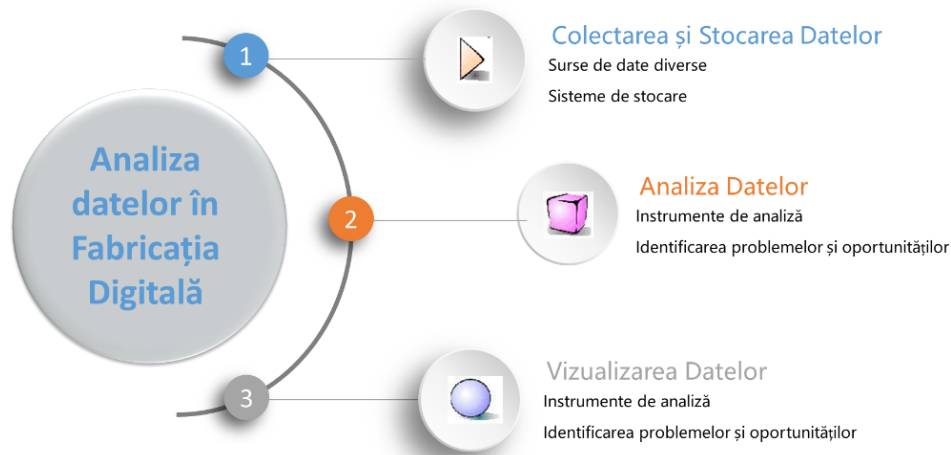 Analiza
datelor în
Fabricația
Digitală
1
Colectarea și Stocarea Datelor
Surse de date diverse
Sisteme de stocare
2
Analiza Datelor
Instrumente de analiză
Identificarea problemelor și oportunităților
3
Vizualizarea Datelor
Instrumente de analiză
Identificarea problemelor și oportunităților